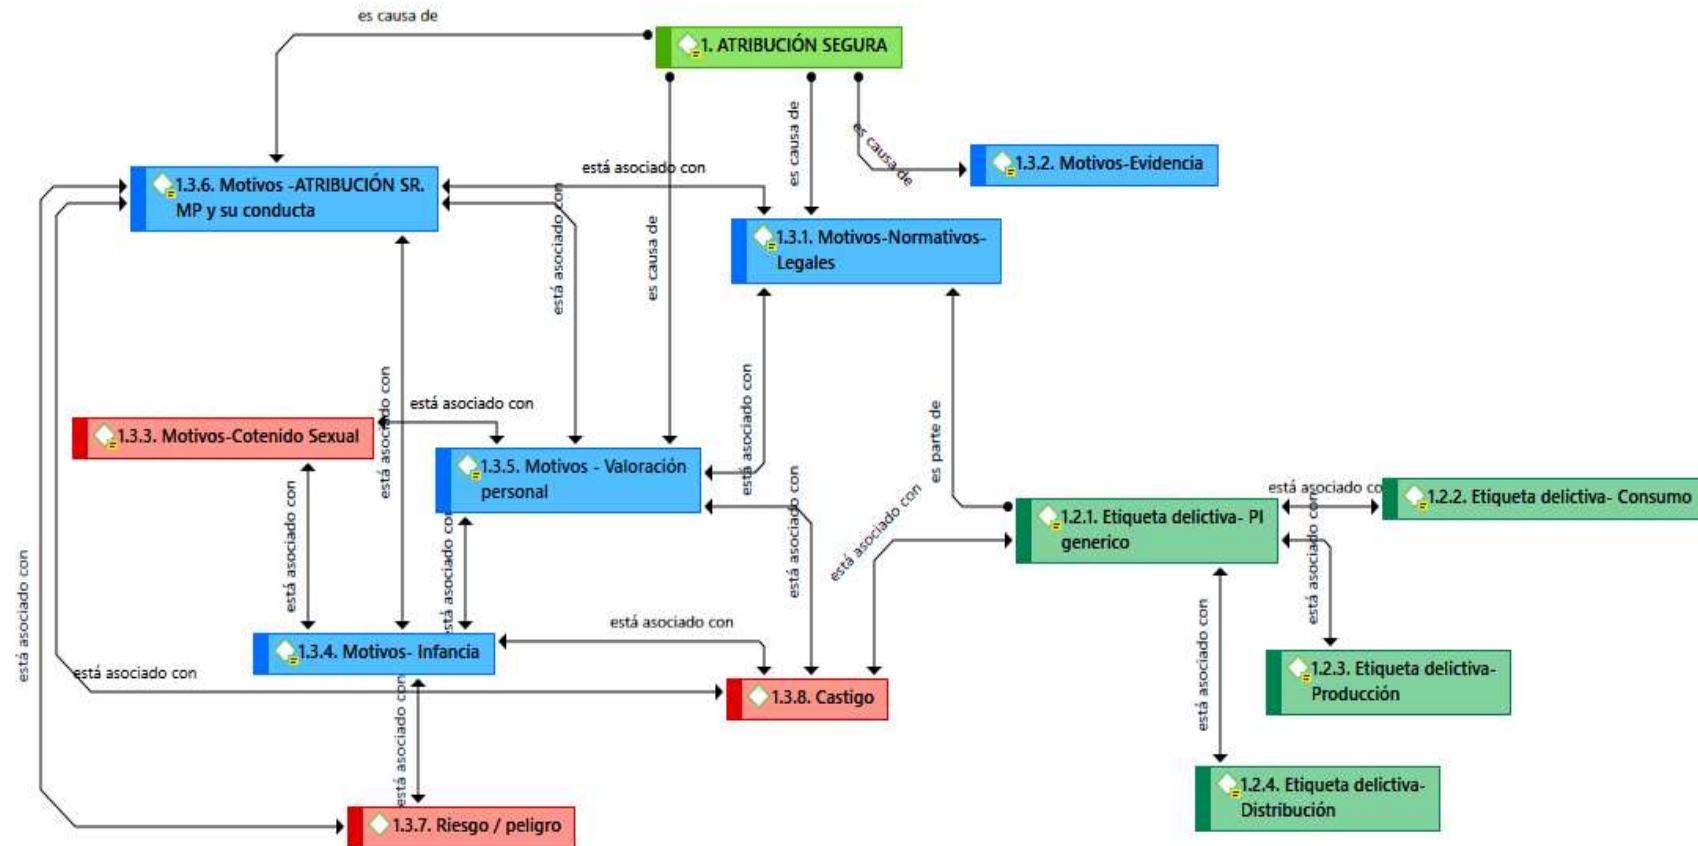 es causa de
1. ATRIBUCIÓN SEGURA
es causa de
es causa de
es causa de
1.3.2. Motivos-Evidencia
está asociado con
1.3.6. Motivos -ATRIBUCIÓN SR.
MP y su conducta
1.3.1. Motivos-Normativos-
Legales
está asociado con
está asociado con
está asociado con
está asociado con
1.3.3. Motivos-Cotenido Sexual
1.3.5. Motivos - Valoración
personal
es parte de
está asociado con
está asociado con
está asociado con
está asociado con
está asociado co
1.2.2. Etiqueta delictiva- Consumo
1.2.1. Etiqueta delictiva- PI
generico
está asociado con
está asociado con
está asociado con
está asociado con
1.3.4. Motivos- Infancia
1.2.3. Etiqueta delictiva-
Producción
está asociado con
está asociado con
1.3.8. Castigo
está asociado con
1.2.4. Etiqueta delictiva-
Distribución
1.3.7. Riesgo / peligro